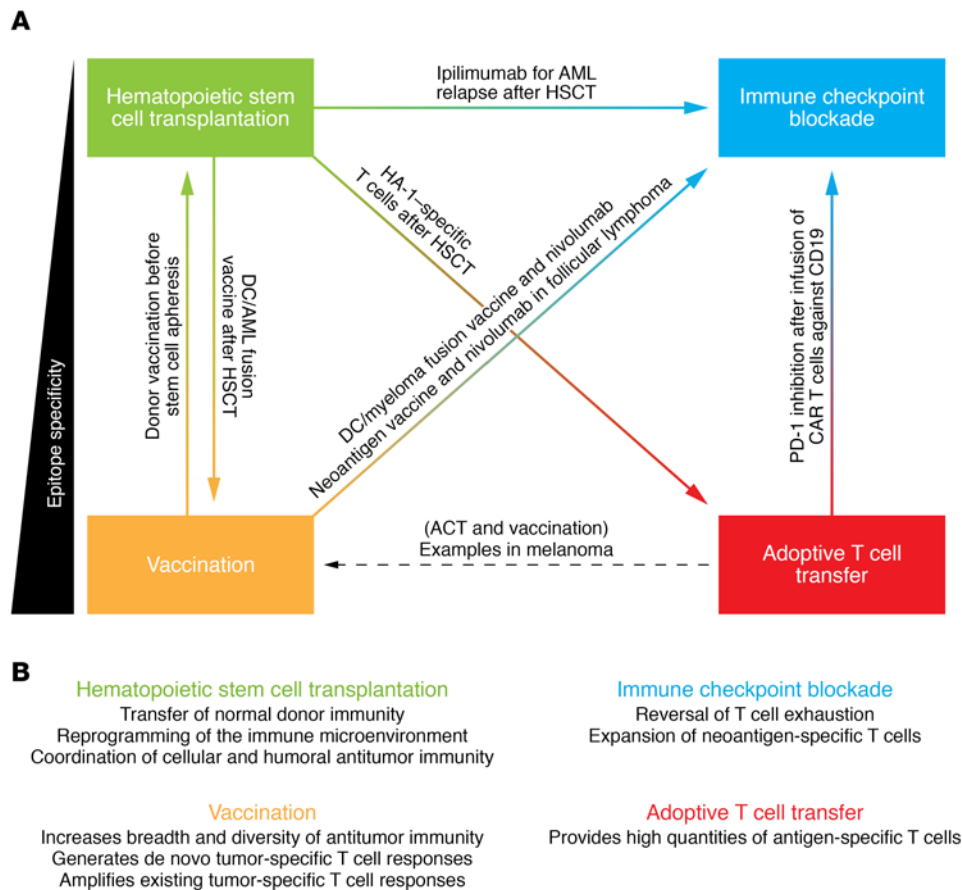 A
Hematopoietic stem
cell transplantation
Ipilimumab for AML
relapse after HSCT
Immune checkpoint
blockade
HA-1–specific
T cells after HSCT
Donor vaccination before
stem cell apheresis
DC/AML fusion
vaccine after HSCT
DC/myeloma fusion vaccine and nivolumab
Neoantigen vaccine and nivolumab in follicular lymphoma
PD-1 inhibition after infusion of
CAR T cells against CD19
Epitope specificity
Vaccination
(ACT and vaccination)
Examples in melanoma
Adoptive T cell
transfer
B
Hematopoietic stem cell transplantation
Transfer of normal donor immunity
Reprogramming of the immune microenvironment
Coordination of cellular and humoral antitumor immunity
Immune checkpoint blockade
Reversal of T cell exhaustion
Expansion of neoantigen-specific T cells
Vaccination
Increases breadth and diversity of antitumor immunity
Generates de novo tumor-specific T cell responses
Amplifies existing tumor-specific T cell responses
Adoptive T cell transfer
Provides high quantities of antigen-specific T cells